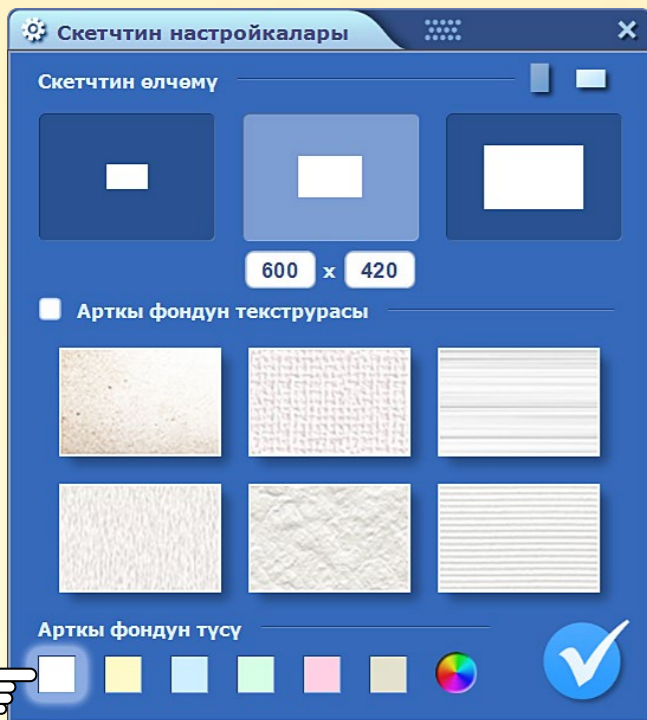 Скетчтин настройкалары
Скетчтин өлчөмү
600 x 420
Арткы фондун текструрасы
Арткы фондун түсү